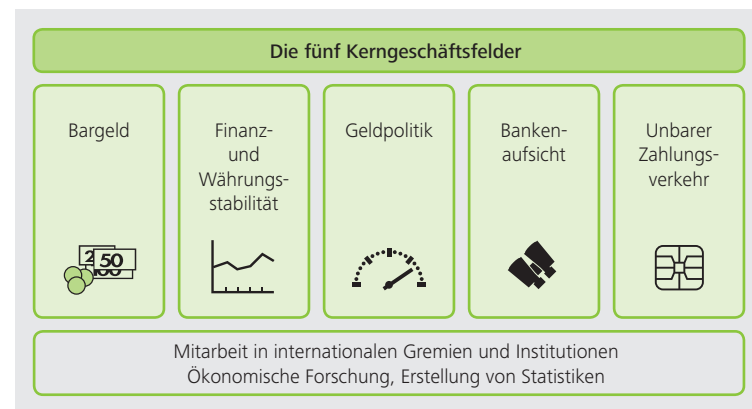 Die fünf Kerngeschäftsfelder
Bargeld
Finanz-
und
Währungs-
stabilität
Geldpolitik
Banken-
aufsicht
Unbarer
Zahlungs-
verkehr
50
Mitarbeit in internationalen Gremien und Institutionen
Ökonomische Forschung, Erstellung von Statistiken